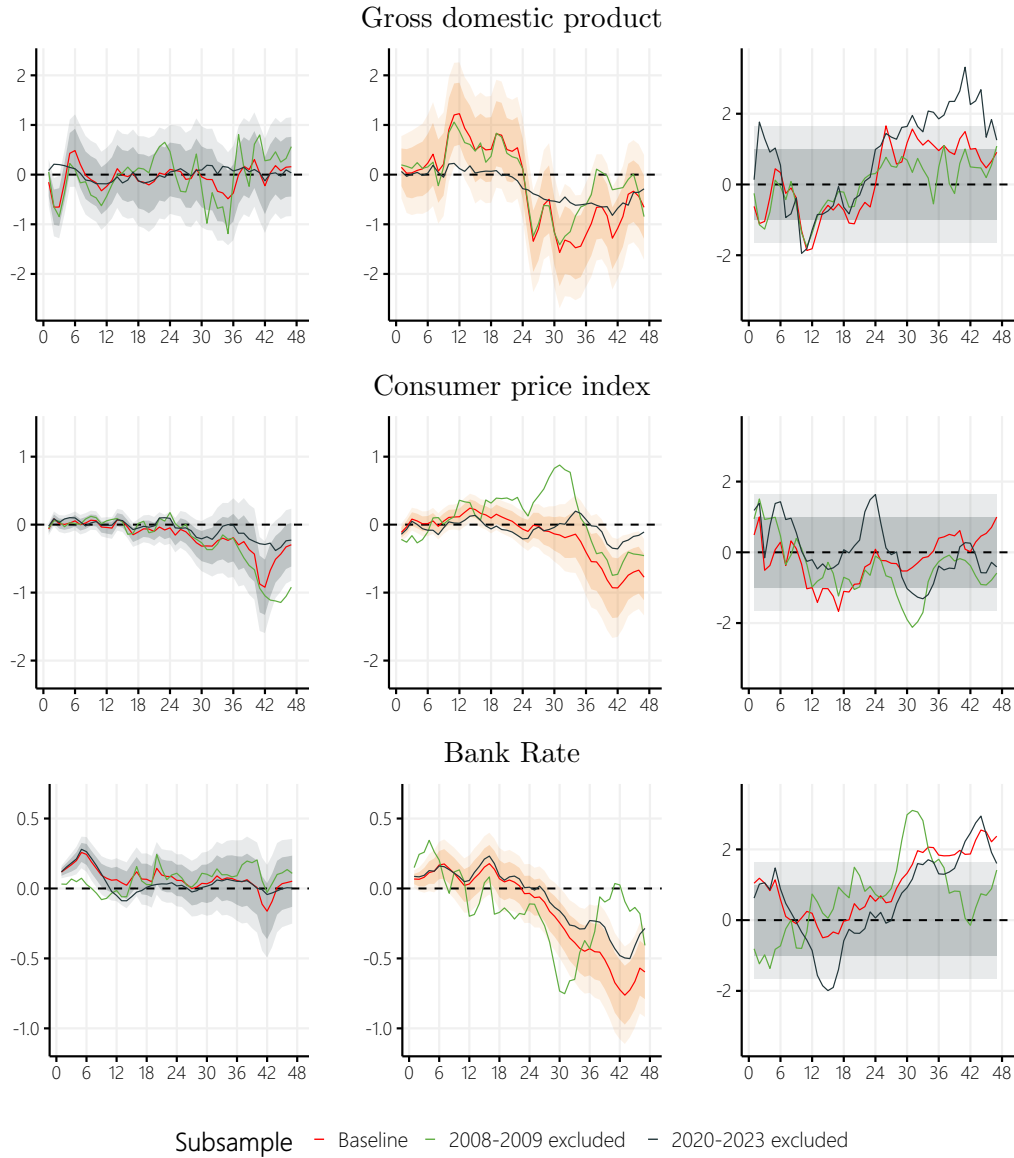 Gross domestic product
2
1
0
-1
-2
0 6 12 18 24 30 36 42 48
2
1
0
-1
-2
0 6 12 18 24 30 36 42 48
2
0
-2
0 6 12 18 24 30 36 42 48
Consumer price index
1
0
-1
-2
0 6 12 18 24 30 36 42 48
1
0
-1
-2
0 6 12 18 24 30 36 42 48
2
0
-2
0 6 12 18 24 30 36 42 48
Bank Rate
0.5
0.0
-0.5
-1.0
0 6 12 18 24 30 36 42 48
0.5
0.0
-0.5
-1.0
0 6 12 18 24 30 36 42 48
2
0
-2
0 6 12 18 24 30 36 42 48
Subsample Baseline 2008-2009 excluded 2020-2023 excluded